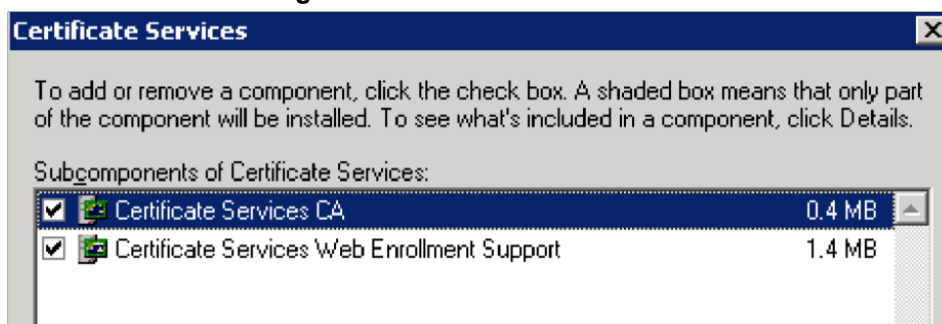 Certificate Services
To add or remove a component, click the check box. A shaded box means that only part
of the component will be installed. To see what's included in a component, click Details.
Subcomponents of Certificate Services:
Certificate Services CA 0.4 MB
Certificate Services Web Enrollment Support 1.4 MB